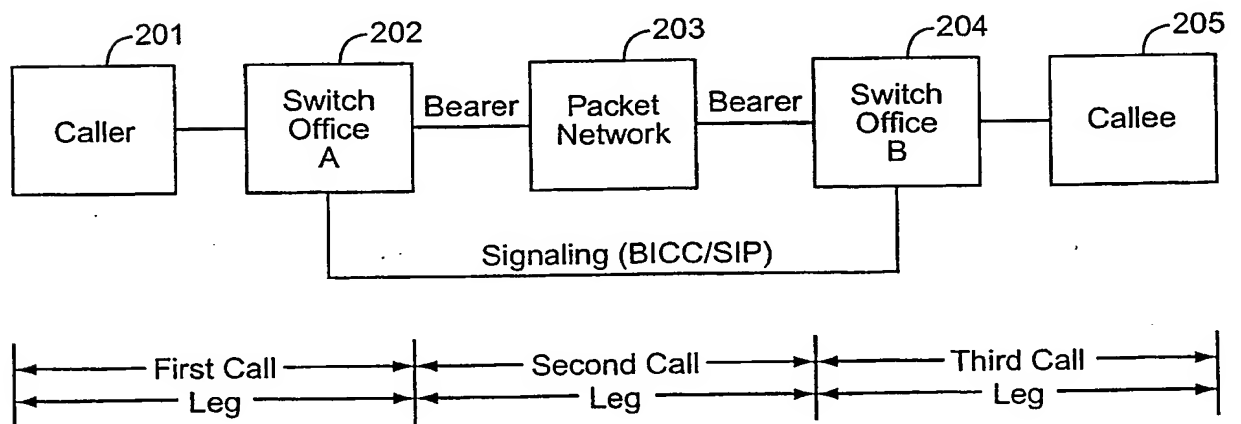 201
202
203
204
205
Caller
Switch
Office
A
Bearer
Packet
Network
Bearer
Switch
Office
B
Callee
Signaling (BICC/SIP)
First Call
Leg
Second Call
Leg
Third Call
Leg